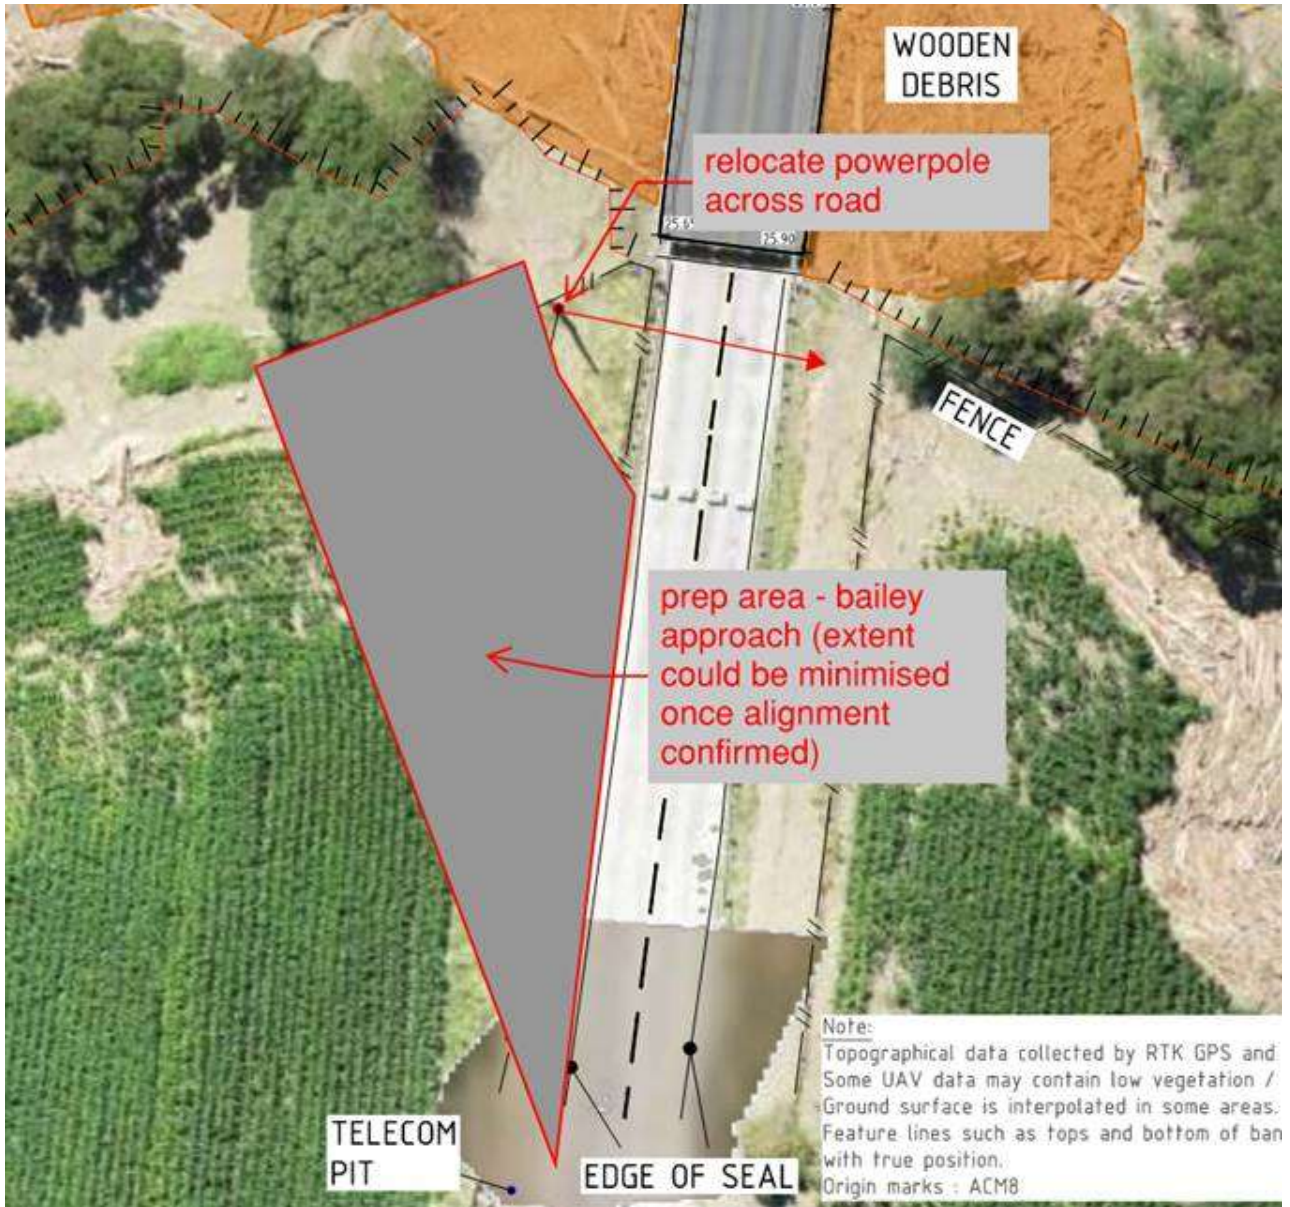 WOODEN
DEBRIS
relocate powerpole
across road
25.90
FENCE
prep area - bailey
approach (extent
could be minimised
once alignment
confirmed)
Note:
Topographical data collected by RTK GPS and
Some UAV data may contain low vegetation /
Ground surface is interpolated in some areas.
Feature lines such as tops and bottom of ban
with true position.
Origin marks : ACM8
TELECOM
PIT
EDGE OF SEAL